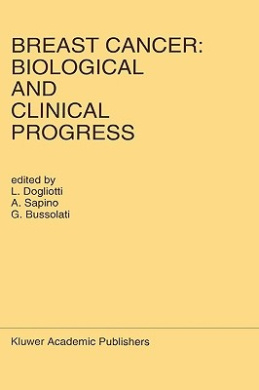 BREAST CANCER:
BIOLOGICAL
AND
CLINICAL
PROGRESS
edited by
L. Dogliotti
A. Sapino
G. Bussolati
Kluwer Academic Publishers